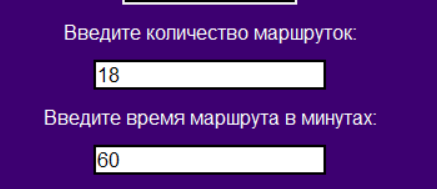 Введите количество маршруток:
18
Введите время маршрута в минутах:
60